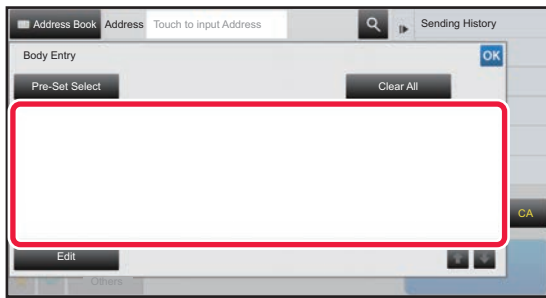 Address Book Address Touch to input Address Sending History
Body Entry OK
Pre-Set Select Clear All
CA
Edit
Others